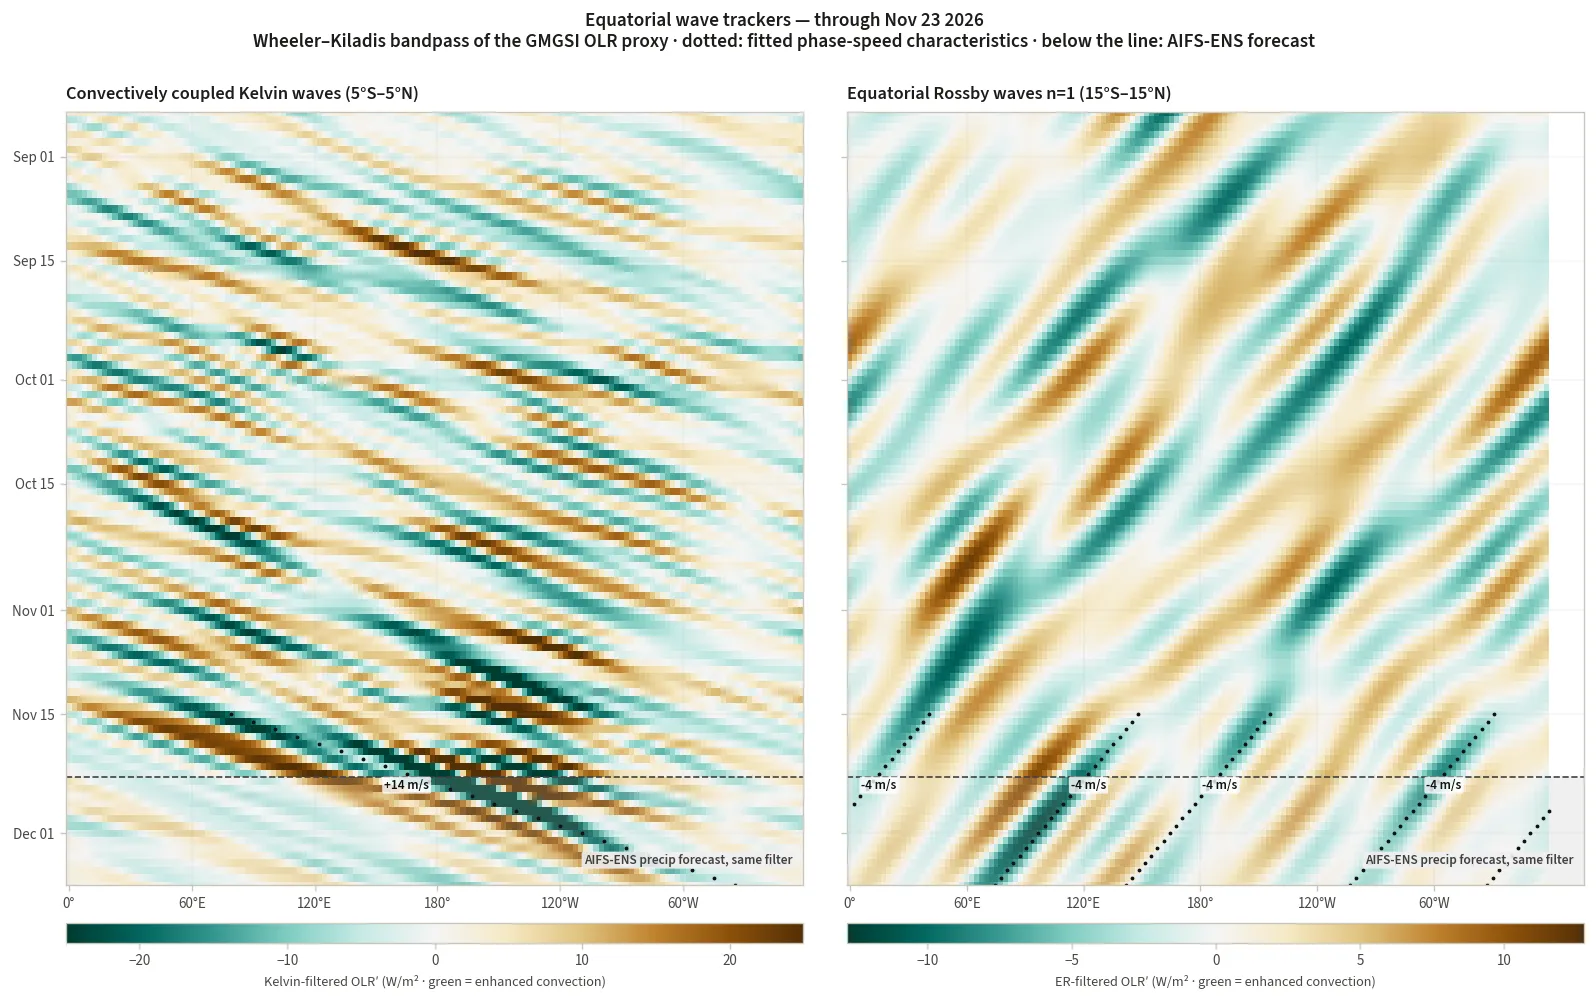 Equatorial wave trackers — through Nov 23 2026
Wheeler–Kiladis bandpass of the GMGSI OLR proxy · dotted: fitted phase-speed characteristics · below the line: AIFS-ENS forecast
Convectively coupled Kelvin waves (5°S–5°N)
Equatorial Rossby waves n=1 (15°S–15°N)
Sep 01
Sep 15
Oct 01
Oct 15
Nov 01
Nov 15
Dec 01
+14 m/s
-4 m/s
-4 m/s
-4 m/s
-4 m/s
AIFS-ENS precip forecast, same filter
AIFS-ENS precip forecast, same filter
0° 60°E 120°E 180° 120°W 60°W
0° 60°E 120°E 180° 120°W 60°W
−20 −10 0 10 20
−10 −5 0 5 10
Kelvin-filtered OLR′ (W/m² · green = enhanced convection)
ER-filtered OLR′ (W/m² · green = enhanced convection)